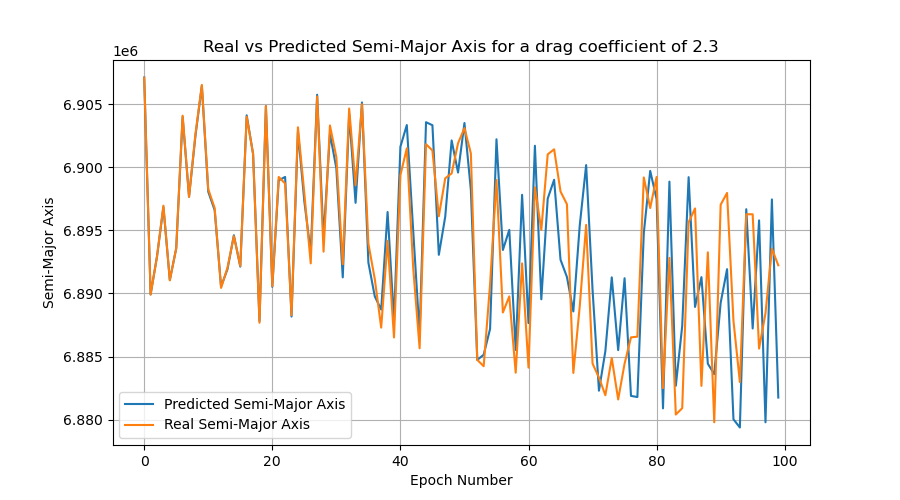 Real vs Predicted Semi-Major Axis for a drag coefficient of 2.3
1e6
6.905
6.900
6.895
6.890
6.885
6.880
Semi-Major Axis
Predicted Semi-Major Axis
Real Semi-Major Axis
0 20 40 60 80 100
Epoch Number